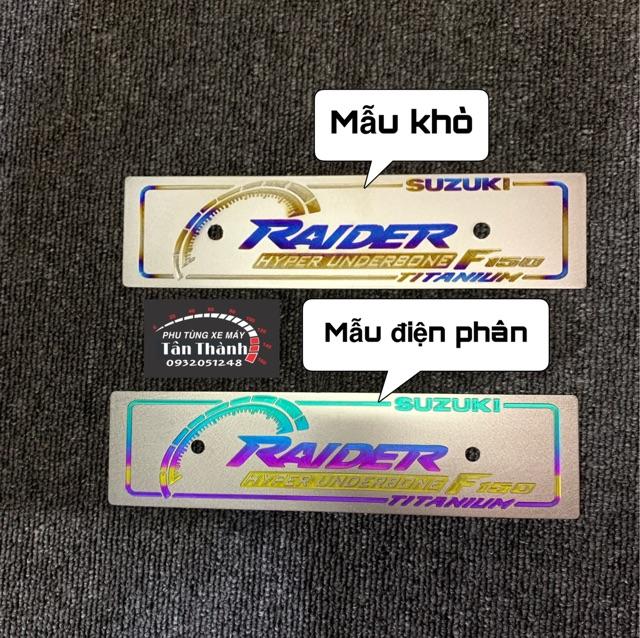 Mẫu khò
SUZUKI
RAIDER
HYPER UNDERBONE F150
TITANIUM
PHỤ TÙNG XE MÁY
Tân Thành
0932051248
Mẫu điện phân
SUZUKI
RAIDER
HYPER UNDERBONE F150
TITANIUM